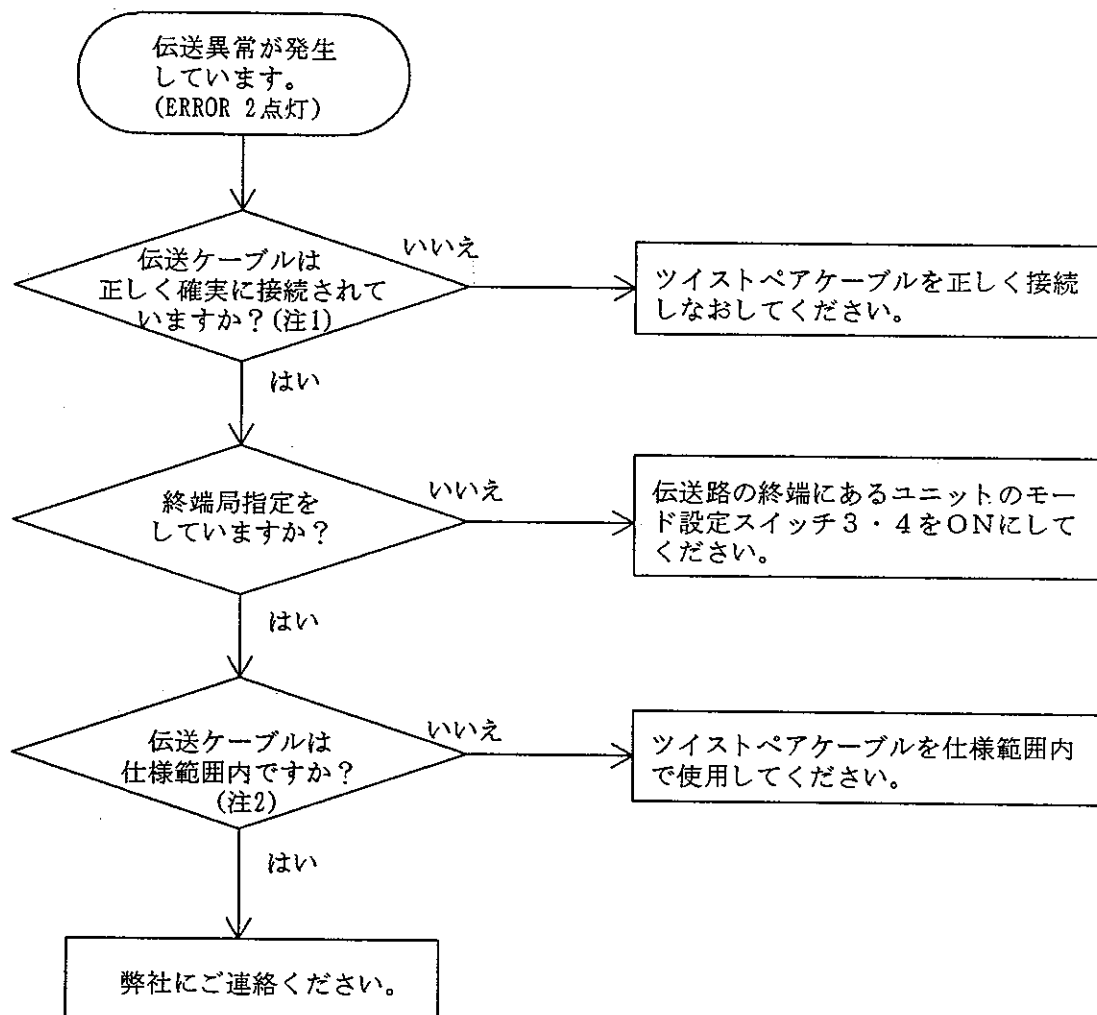 伝送異常が発生
しています。
(ERROR 2点灯)
伝送ケーブルは
正しく確実に接続されて
いますか？(注1)
いいえ
ツイストペアケーブルを正しく接続
しなおしてください。
はい
終端局指定を
していますか？
いいえ
伝送路の終端にあるユニットのモー
ド設定スイッチ３・４をＯＮにして
ください。
はい
伝送ケーブルは
仕様範囲内ですか？
(注2)
いいえ
ツイストペアケーブルを仕様範囲内
で使用してください。
はい
弊社にご連絡ください。